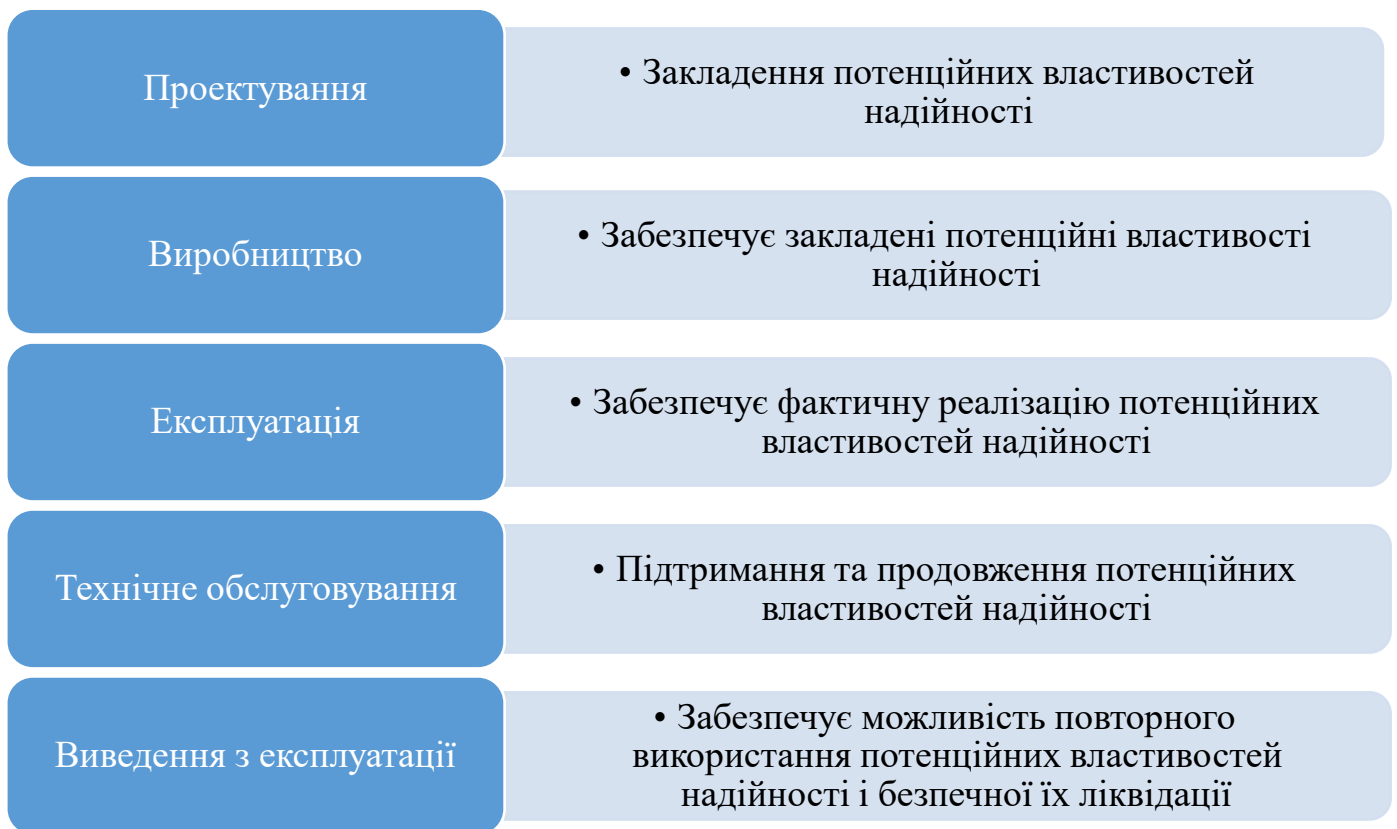 Проектування
• Закладення потенційних властивостей
надійності
Виробництво
• Забезпечує закладені потенційні властивості
надійності
Експлуатація
• Забезпечує фактичну реалізацію потенційних
властивостей надійності
Технічне обслуговування
• Підтримання та продовження потенційних
властивостей надійності
Виведення з експлуатації
• Забезпечує можливість повторного
використання потенційних властивостей
надійності і безпечної їх ліквідації